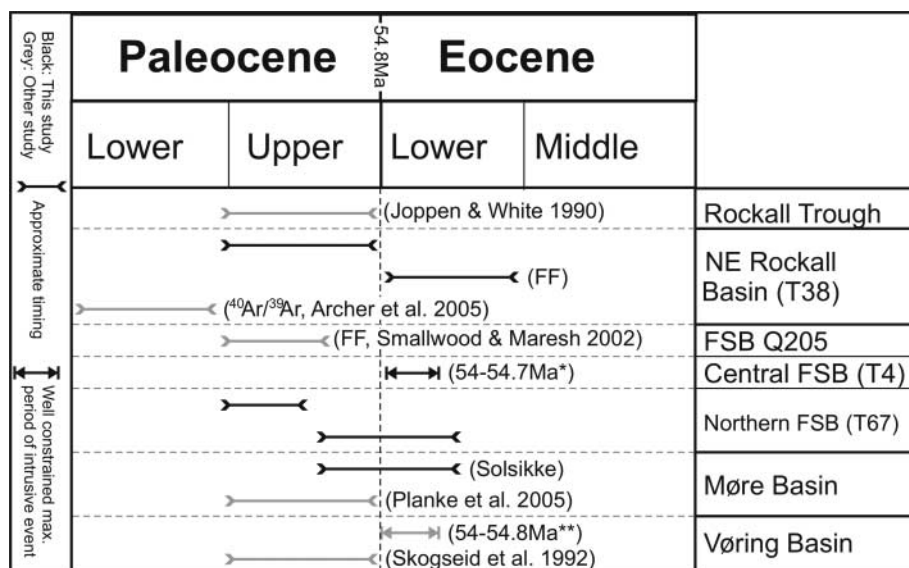 Black: This study
Grey: Other study
Approximate timing
Well constrained max.
period of intrusive event
Paleocene
54.8Ma
Eocene
Lower
Upper
Lower
Middle
(Joppen & White 1990)
Rockall Trough
(FF)
(⁴⁰Ar/³⁹Ar, Archer et al. 2005)
NE Rockall
Basin (T38)
(FF, Smallwood & Maresh 2002)
FSB Q205
(54-54.7Ma*)
Central FSB (T4)
Northern FSB (T67)
(Solsikke)
(Planke et al. 2005)
Møre Basin
(54-54.8Ma**)
(Skogseid et al. 1992)
Vøring Basin